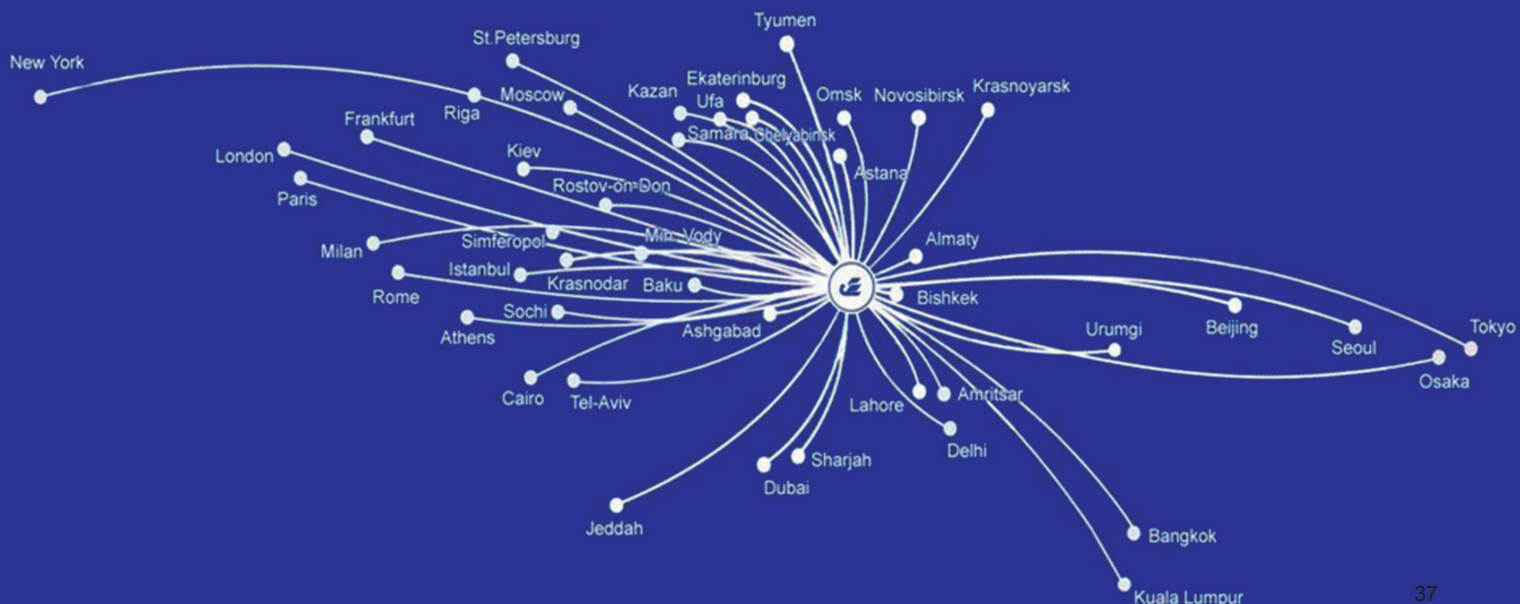 Tyumen
St.Petersburg
New York
Ekaterinburg
Krasnoyarsk
Kazan
Moscow
Omsk
Novosibirsk
Ufa
Riga
Frankfurt
Samara
Chelyabinsk
London
Kiev
Astana
Rostov-on-Don
Paris
Min. Vody
Almaty
Simferopol
Milan
Istanbul
Krasnodar
Baku
Rome
Bishkek
Sochi
Ashgabad
Athens
Urumgi
Beijing
Tokyo
Seoul
Osaka
Cairo
Tel-Aviv
Lahore
Amritsar
Delhi
Sharjah
Dubai
Jeddah
Bangkok
Kuala Lumpur
37